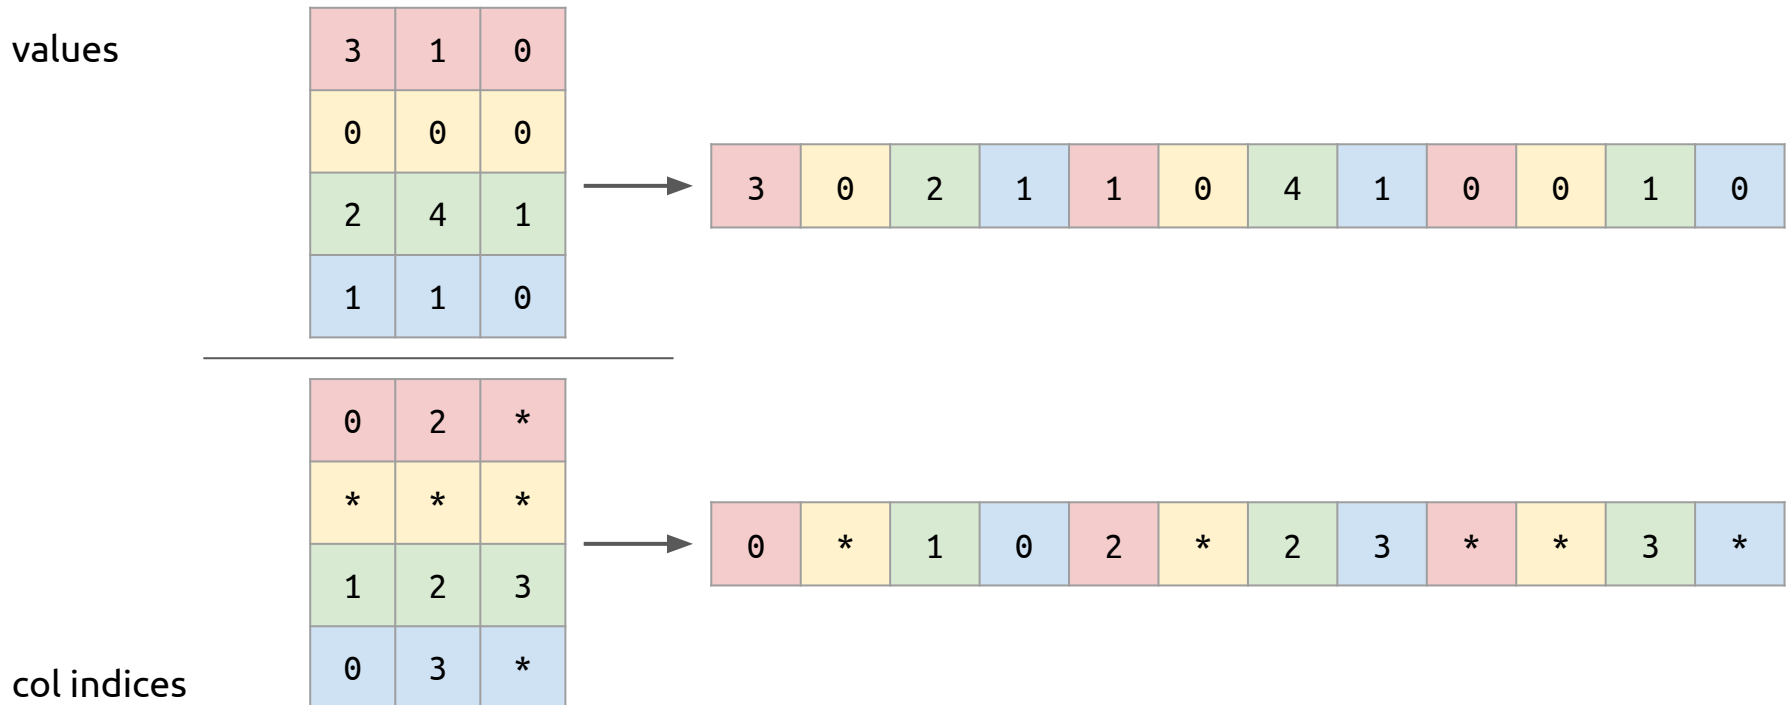 values
3 1 0
0 0 0
2 4 1
1 1 0
3 0 2 1 1 0 4 1 0 0 1 0
0 2 *
* * *
1 2 3
0 3 *
0 * 1 0 2 * 2 3 * * 3 *
col indices